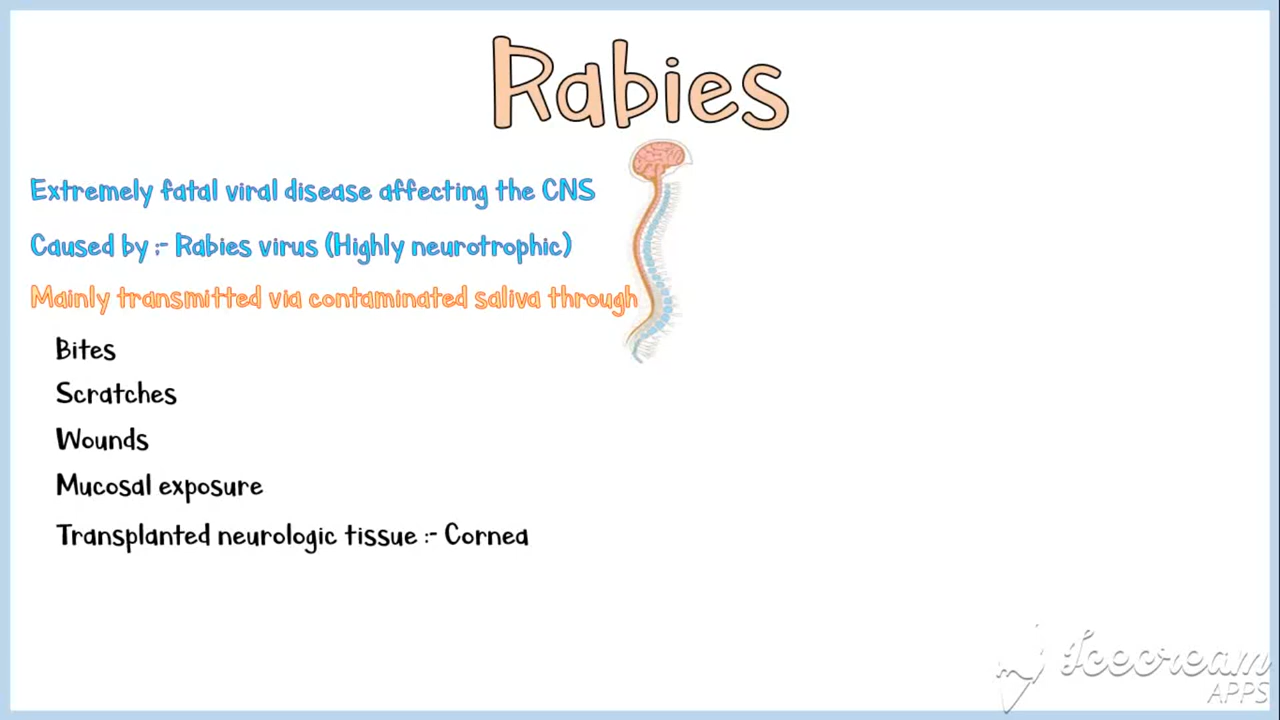 Rabies
Extremely fatal viral disease affecting the CNS
Caused by :- Rabies virus (Highly neurotrophic)
Mainly transmitted via contaminated saliva through
Bites
Scratches
Wounds
Mucosal exposure
Transplanted neurologic tissue :- Cornea
Icecream
APPS